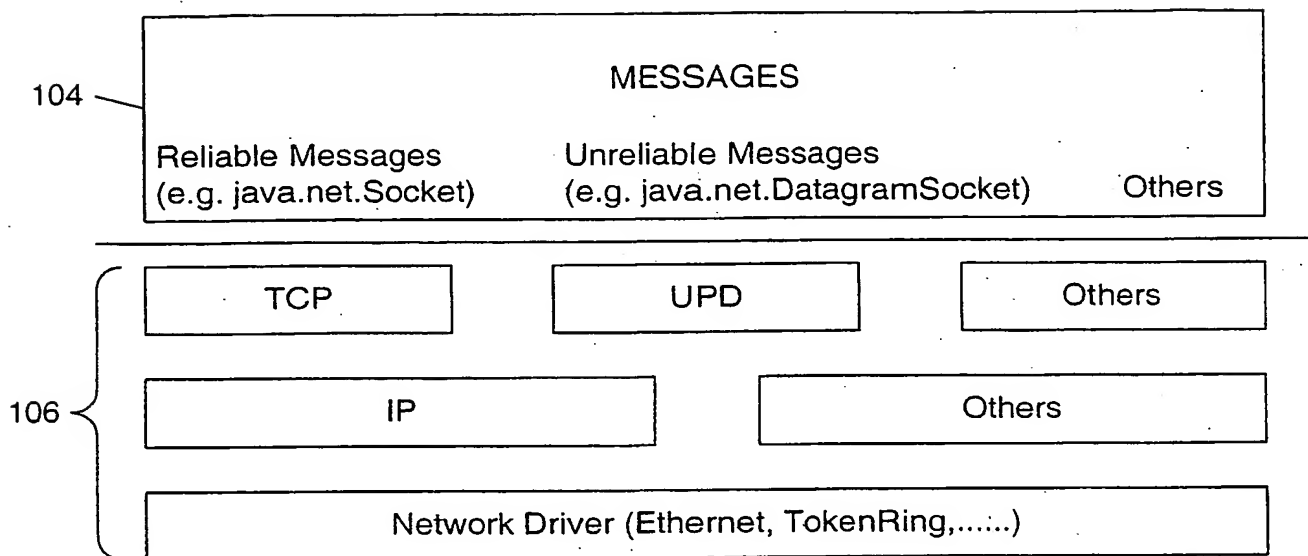 MESSAGES
104
Reliable Messages
(e.g. java.net.Socket)
Unreliable Messages
(e.g. java.net.DatagramSocket)
Others
TCP
UPD
Others
106
IP
Others
Network Driver (Ethernet, TokenRing,......)